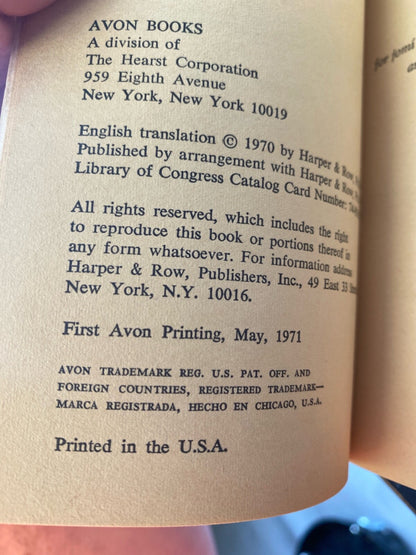 AVON BOOKS
A division of
The Hearst Corporation
959 Eighth Avenue
New York, New York 10019
English translation © 1970 by Harper & Row
Published by arrangement with Harper & Row
Library of Congress Catalog Card Number:
All rights reserved, which includes the right
to reproduce this book or portions thereof in
any form whatsoever. For information address
Harper & Row, Publishers, Inc., 49 East 33
New York, N.Y. 10016.
First Avon Printing, May, 1971
AVON TRADEMARK REG. U.S. PAT. OFF. AND
FOREIGN COUNTRIES, REGISTERED TRADEMARK—
MARCA REGISTRADA, HECHO EN CHICAGO, U.S.A.
Printed in the U.S.A.
for jomí